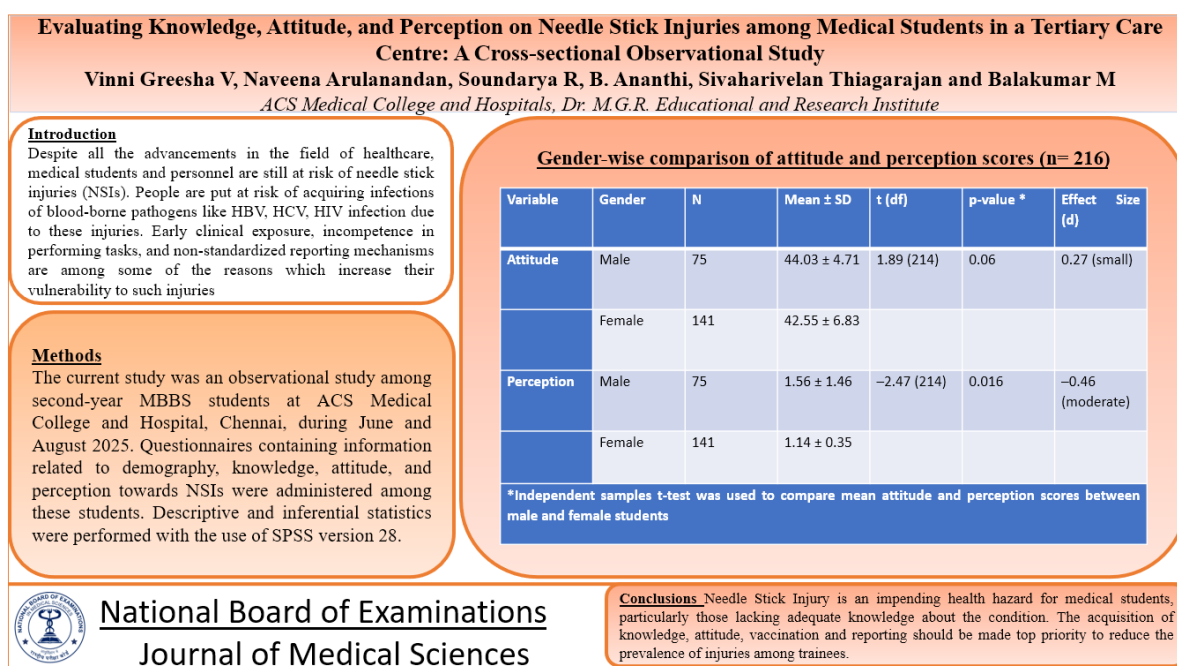 Evaluating Knowledge, Attitude, and Perception on Needle Stick Injuries among Medical Students in a Tertiary Care
Centre: A Cross-sectional Observational Study
Vinni Greesha V, Naveena Arulanandan, Soundarya R, B. Ananthi, Sivaharivelan Thiagarajan and Balakumar M
ACS Medical College and Hospitals, Dr. M.G.R. Educational and Research Institute
Introduction
Despite all the advancements in the field of healthcare,
medical students and personnel are still at risk of needle stick
injuries (NSIs). People are put at risk of acquiring infections
of blood-borne pathogens like HBV, HCV, HIV infection due
to these injuries. Early clinical exposure, incompetence in
performing tasks, and non-standardized reporting mechanisms
are among some of the reasons which increase their
vulnerability to such injuries
Methods
The current study was an observational study among
second-year MBBS students at ACS Medical
College and Hospital, Chennai, during June and
August 2025. Questionnaires containing information
related to demography, knowledge, attitude, and
perception towards NSIs were administered among
these students. Descriptive and inferential statistics
were performed with the use of SPSS version 28.
Gender-wise comparison of attitude and perception scores (n= 216)
Variable Gender N Mean ± SD t (df) p-value * Effect Size
(d)
Attitude Male 75 44.03 ± 4.71 1.89 (214) 0.06 0.27 (small)
Female 141 42.55 ± 6.83
Perception Male 75 1.56 ± 1.46 −2.47 (214) 0.016 −0.46
(moderate)
Female 141 1.14 ± 0.35
*Independent samples t-test was used to compare mean attitude and perception scores between
male and female students
NATIONAL BOARD OF EXAMINATIONS
IN MEDICAL SCIENCES
National Board of Examinations
Journal of Medical Sciences
Conclusions Needle Stick Injury is an impending health hazard for medical students,
particularly those lacking adequate knowledge about the condition. The acquisition of
knowledge, attitude, vaccination and reporting should be made top priority to reduce the
prevalence of injuries among trainees.